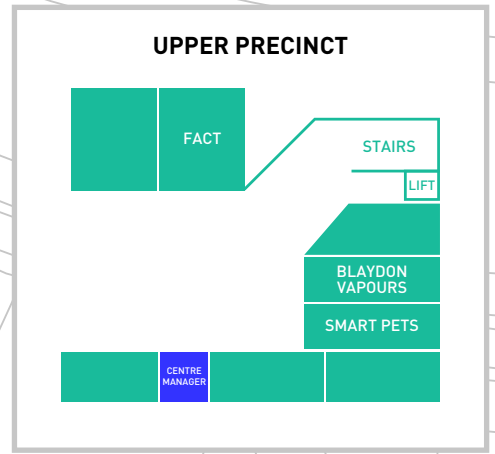 UPPER PRECINCT
FACT
STAIRS
LIFT
BLAYDON
VAPOURS
SMART PETS
CENTRE
MANAGER